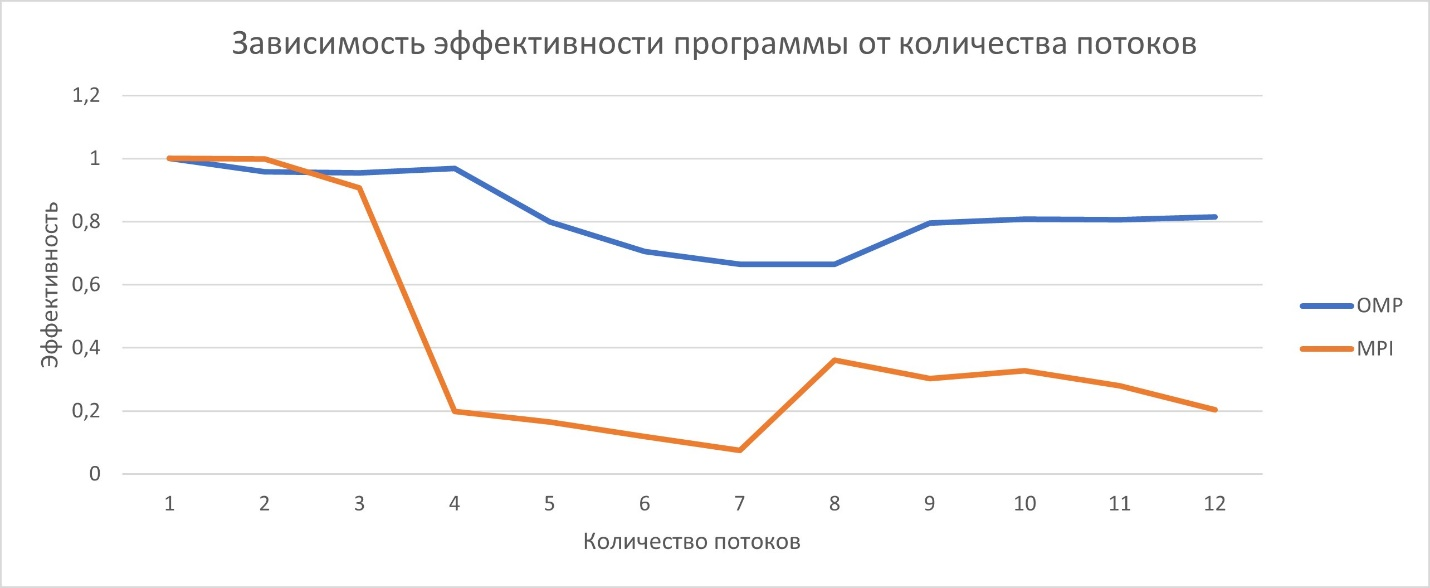 Зависимость эффективности программы от количества потоков
1,2
1
0,8
0,6
0,4
0,2
0
Эффективность
1 2 3 4 5 6 7 8 9 10 11 12
Количество потоков
OMP
MPI